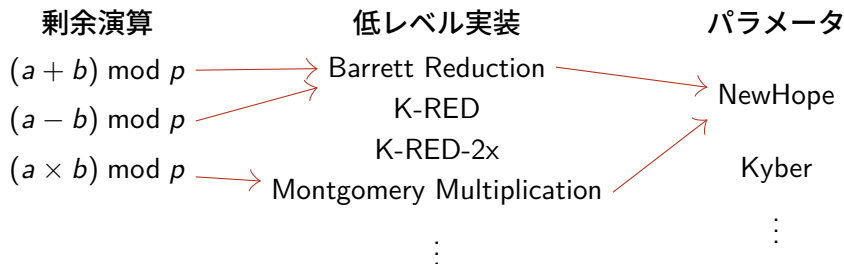 剰余演算
低レベル実装
パラメータ
(a + b) mod p
(a − b) mod p
(a × b) mod p
Barrett Reduction
K-RED
K-RED-2x
Montgomery Multiplication
⋮
NewHope
Kyber
⋮